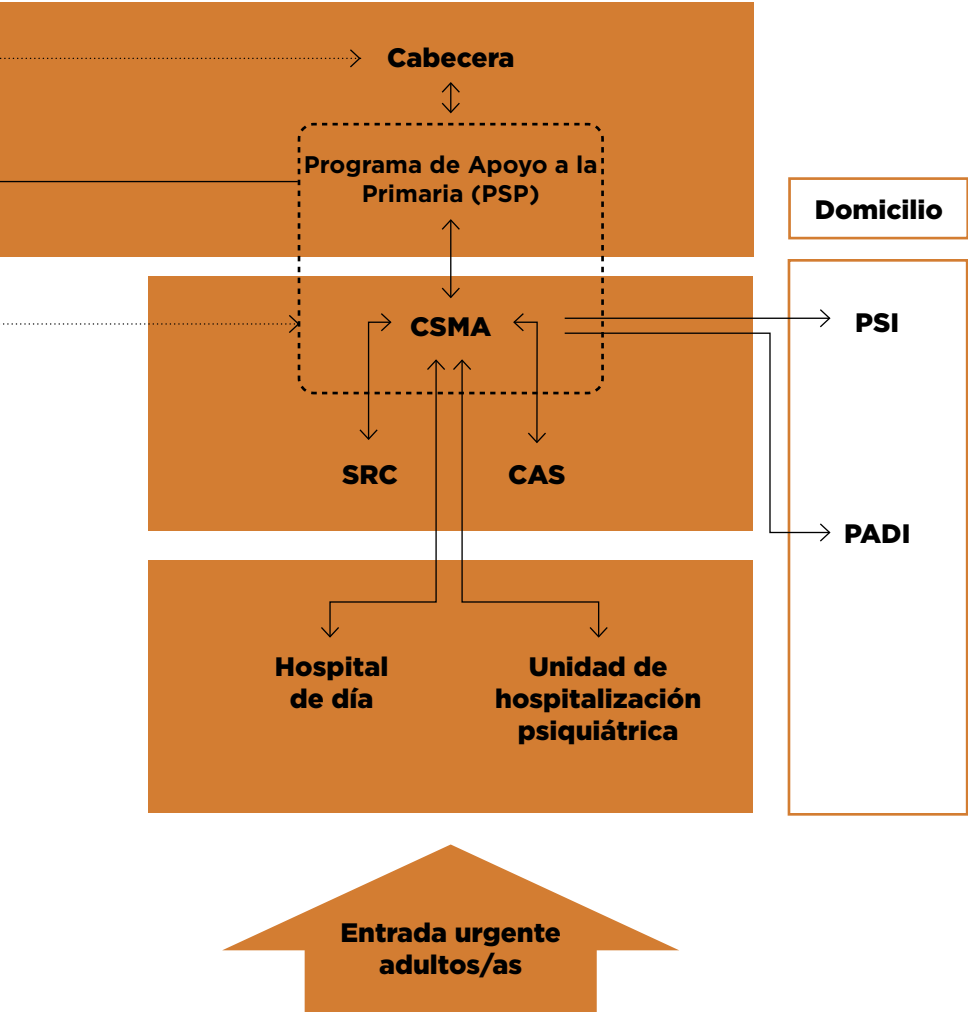 Cabecera
Programa de Apoyo a la
Primaria (PSP)
Domicilio
CSMA
PSI
SRC
CAS
PADI
Hospital
de día
Unidad de
hospitalización
psiquiátrica
Entrada urgente
adultos/as